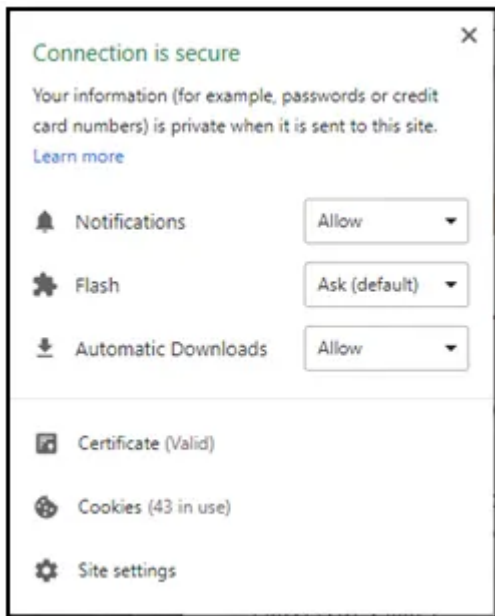 Connection is secure
Your information (for example, passwords or credit
card numbers) is private when it is sent to this site.
Learn more
Notifications Allow
Flash Ask (default)
Automatic Downloads Allow
Certificate (Valid)
Cookies (43 in use)
Site settings